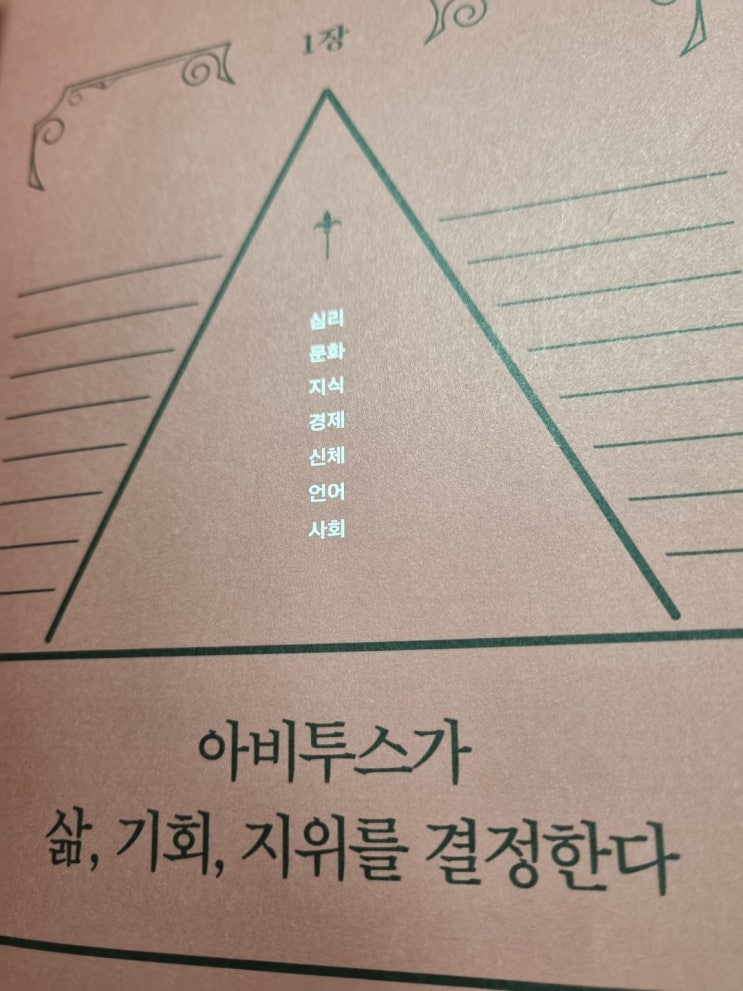 1장
심리
문화
지식
경제
신체
언어
사회
아비투스가
삶, 기회, 지위를 결정한다